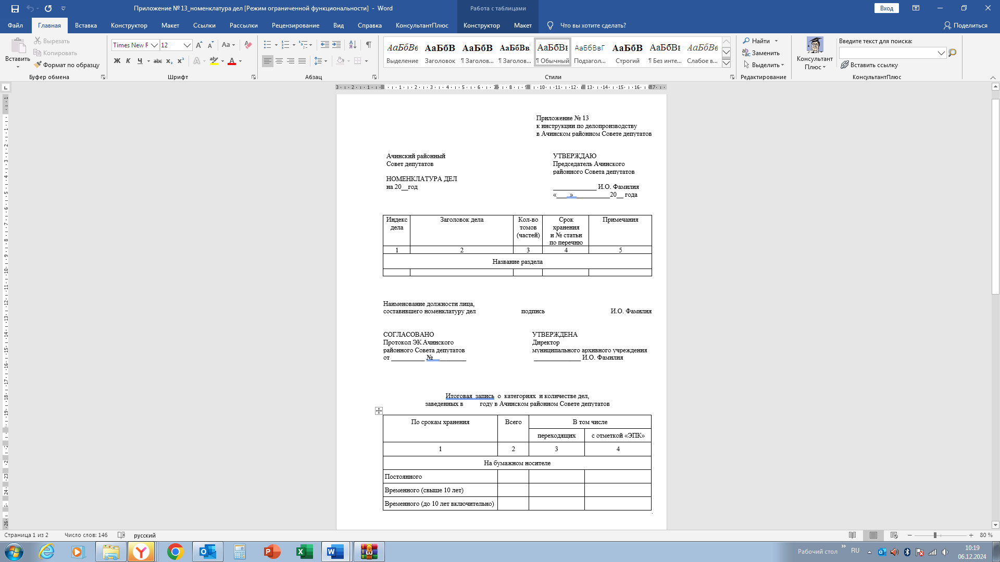 Приложение № 13_номенклатура дел [Режим ограниченной функциональности] - Word
Работа с таблицами
Вход
Файл Главная Вставка Конструктор Макет Ссылки Рассылки Рецензирование Вид Справка КонсультантПлюс Конструктор Макет Что вы хотите сделать? Поделиться
Вставить
Вырезать
Копировать
Формат по образцу
Буфер обмена
Times New F 12
Шрифт
Абзац
АаБбВв АаБбВ АаБбВ АаБбВв АаБбВв АаБбВвГ АаБбВ АаБбВв АаБбВв
Выделение Заголовок ¶ Заголов... ¶ Заголов... ¶ Обычный Подзагол... Строгий ¶ Без инте... Слабое в...
Стили
Найти
Заменить
Выделить
Редактирование
Консультант
Плюс
Введите текст для поиска:
Вставить ссылку
КонсультантПлюс
Приложение № 13
к инструкции по делопроизводству
в Ачинском районном Совете депутатов
Ачинский районный
Совет депутатов
НОМЕНКЛАТУРА ДЕЛ
на 20__год
УТВЕРЖДАЮ
Председатель Ачинского
районного Совета депутатов
_____________ И.О. Фамилия
«____»__________20__ года
Индекс
дела
Заголовок дела
Кол-во
томов
(частей)
Срок
хранения
и № статьи
по перечню
Примечания
1 2 3 4 5
Название раздела
Наименование должности лица,
составившего номенклатуру дел подпись И.О. Фамилия
СОГЛАСОВАНО
Протокол ЭК Ачинского
районного Совета депутатов
от __________ №__________
УТВЕРЖДЕНА
Директор
муниципального архивного учреждения
______________ И.О. Фамилия
Итоговая запись о категориях и количестве дел,
заведенных в году в Ачинском районном Совете депутатов
По срокам хранения Всего В том числе
переходящих с отметкой «ЭПК»
1 2 3 4
На бумажном носителе
Постоянного
Временного (свыше 10 лет)
Временного (до 10 лет включительно)
Страница 1 из 2 Число слов: 146 русский 80 %
Рабочий стол RU 10:19
06.12.2024